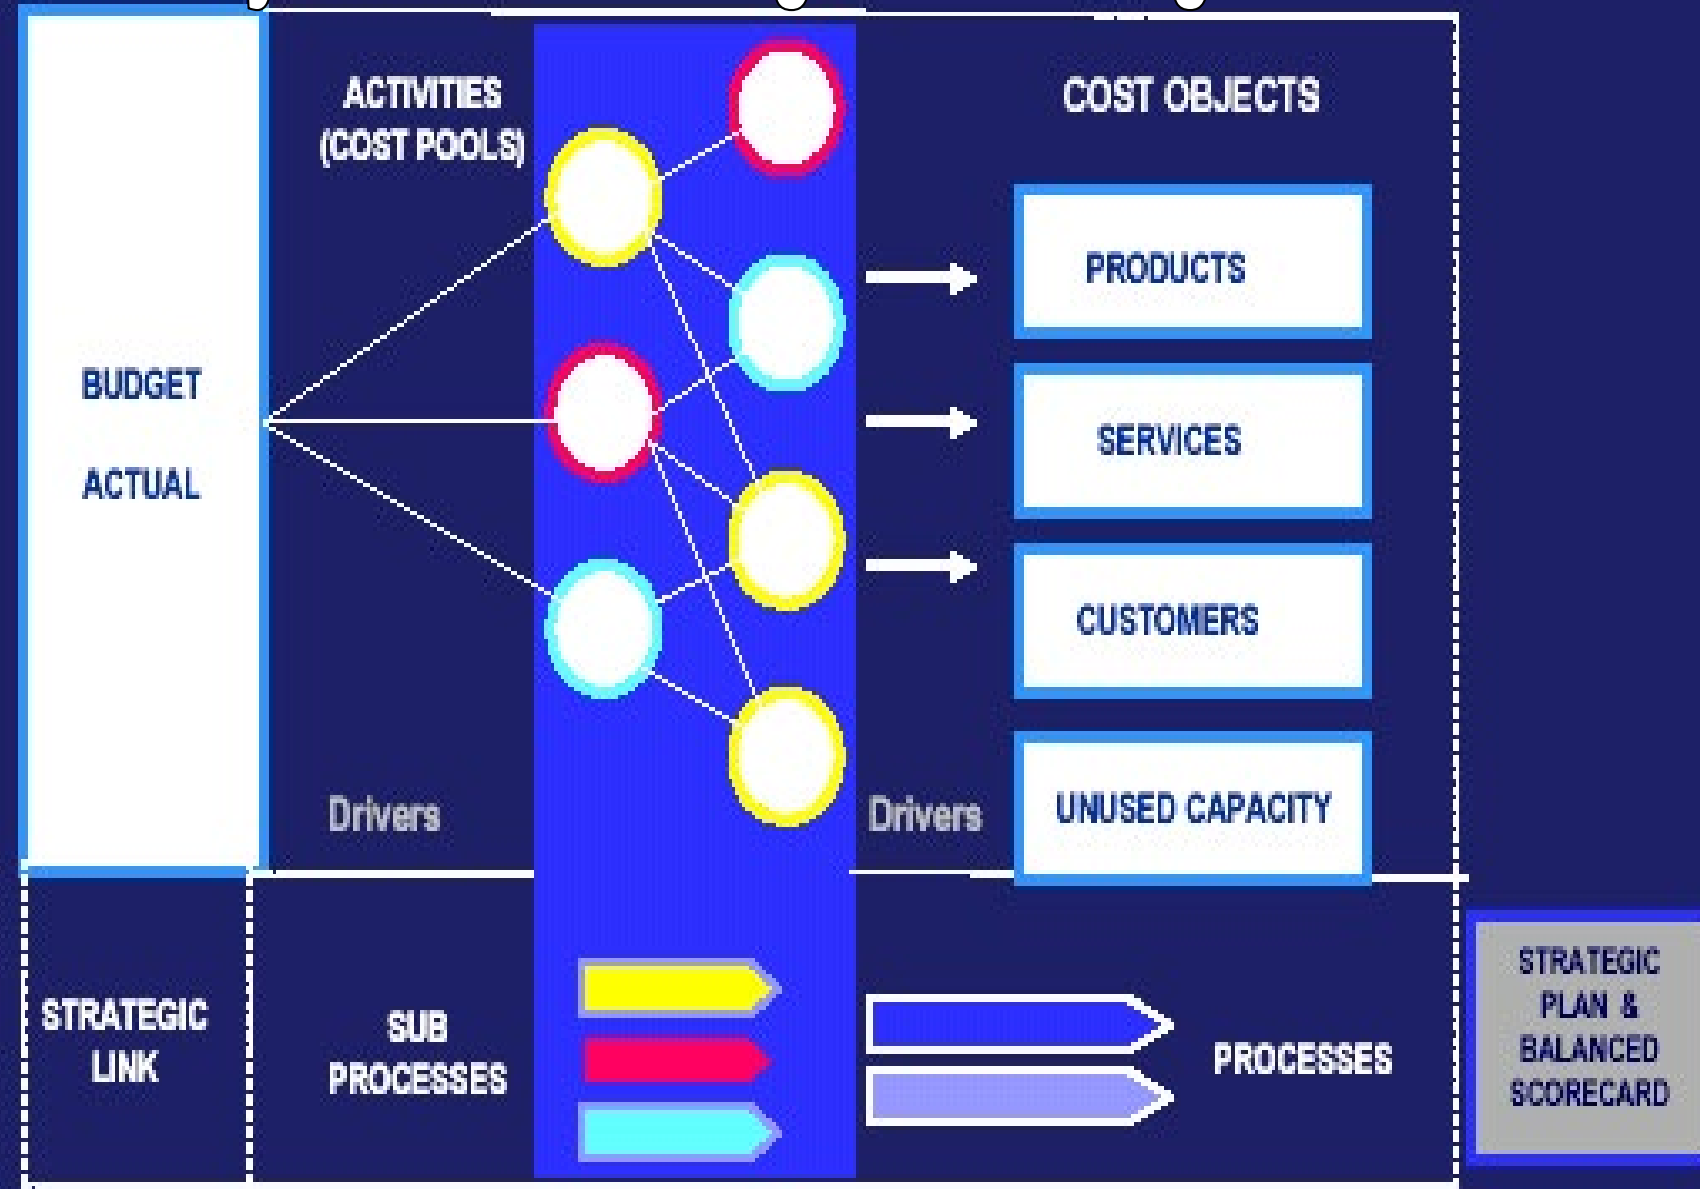 ACTIVITIES
(COST POOLS)
COST OBJECTS
PRODUCTS
BUDGET
SERVICES
ACTUAL
CUSTOMERS
Drivers
Drivers
UNUSED CAPACITY
STRATEGIC
LINK
SUB
PROCESSES
PROCESSES
STRATEGIC
PLAN &
BALANCED
SCORECARD